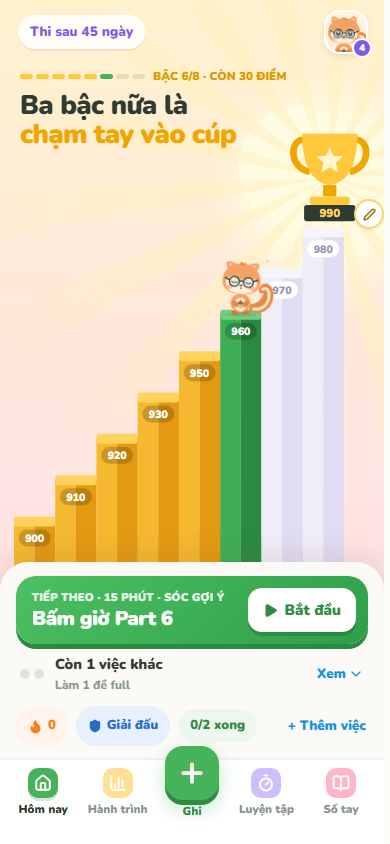 Thi sau 45 ngày
4
BẬC 6/8 · CÒN 30 ĐIỂM
Ba bậc nữa là
chạm tay vào cúp
990
980
970
960
950
930
920
910
900
TIẾP THEO · 15 PHÚT · SÓC GỢI Ý
Bấm giờ Part 6
Bắt đầu
Còn 1 việc khác
Làm 1 đề full
Xem
0
Giải đấu
0/2 xong
+ Thêm việc
Hôm nay
Hành trình
Ghi
Luyện tập
Sổ tay